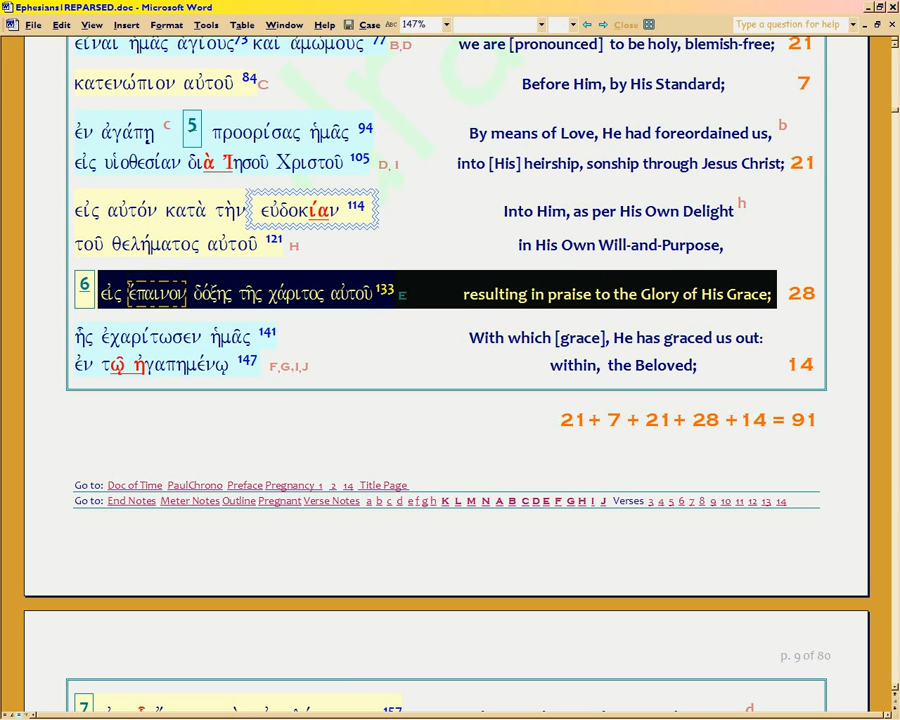 Ephesians1REPARSED.doc - Microsoft Word
File Edit View Insert Format Tools Table Window Help Case 147% Close Type a question for help
εἶναι ἡμᾶς ἁγίους 73 καὶ ἀμώμους 77 B,D we are [pronounced] to be holy, blemish-free; 21
κατενώπιον αὐτοῦ 84 C Before Him, by His Standard; 7
ἐν ἀγάπῃ c 5 προορίσας ἡμᾶς 94 By means of Love, He had foreordained us, b
εἰς υἱοθεσίαν διὰ Ἰησοῦ Χριστοῦ 105 D, I into [His] heirship, sonship through Jesus Christ; 21
εἰς αὐτόν κατὰ τὴν εὐδοκίαν 114 Into Him, as per His Own Delight h
τοῦ θελήματος αὐτοῦ 121 H in His Own Will-and-Purpose,
6 εἰς ἔπαινον δόξης τῆς χάριτος αὐτοῦ 133 E resulting in praise to the Glory of His Grace; 28
ἧς ἐχαρίτωσεν ἡμᾶς 141 With which [grace], He has graced us out:
ἐν τῷ ἠγαπημένῳ 147 F,G,I,J within, the Beloved; 14
21+ 7 + 21+ 28 +14 = 91
Go to: Doc of Time PaulChrono Preface Pregnancy 1 2 14 Title Page
Go to: End Notes Meter Notes Outline Pregnant Verse Notes a b c d e f g h K L M N A B C D E F G H I J Verses 3 4 5 6 7 8 9 10 11 12 13 14
p. 9 of 80
7 157 d